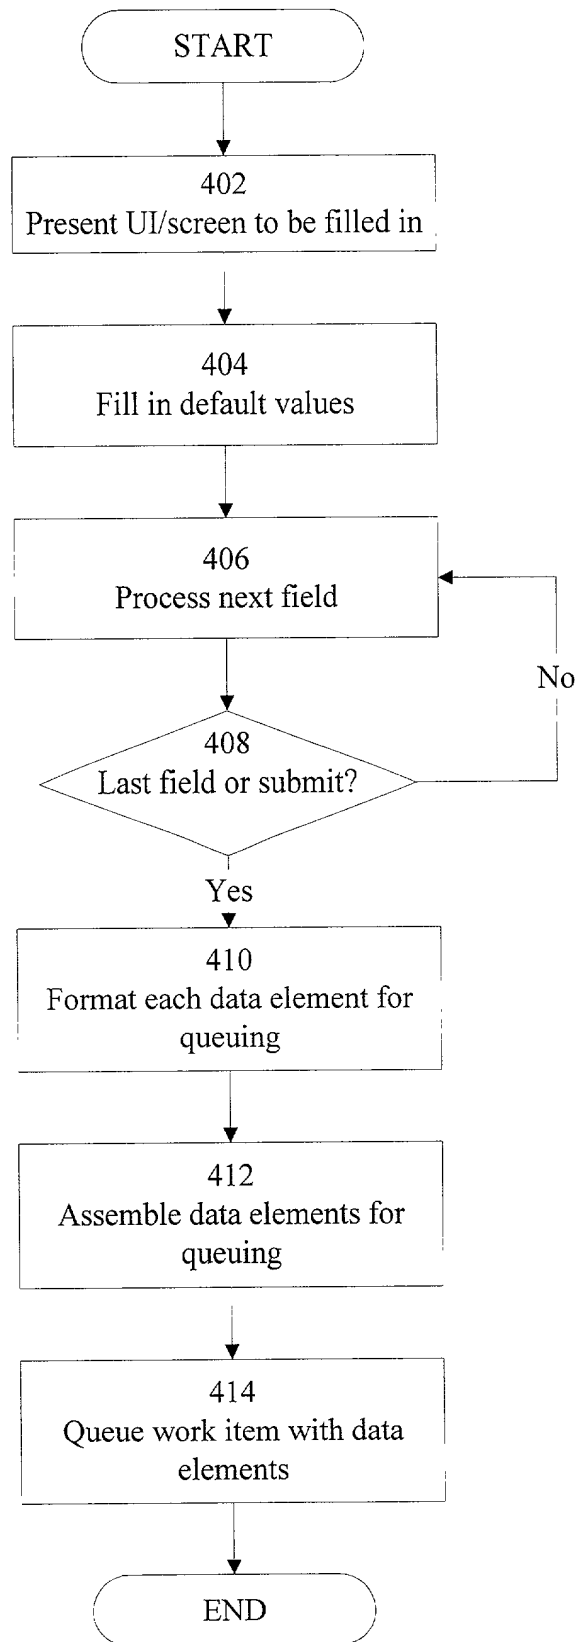 START
402
Present UI/screen to be filled in
404
Fill in default values
406
Process next field
No
408
Last field or submit?
Yes
410
Format each data element for
queuing
412
Assemble data elements for
queuing
414
Queue work item with data
elements
END